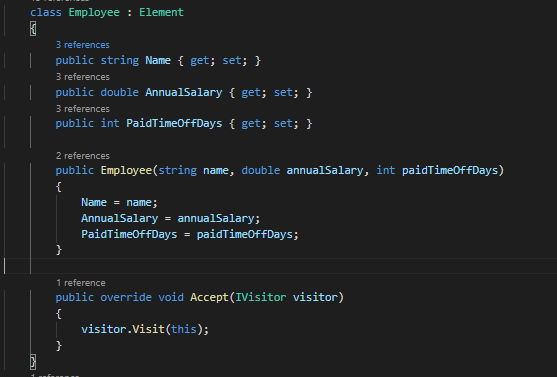 class Employee : Element
{
3 references
public string Name { get; set; }
3 references
public double AnnualSalary { get; set; }
3 references
public int PaidTimeOffDays { get; set; }
2 references
public Employee(string name, double annualSalary, int paidTimeOffDays)
{
Name = name;
AnnualSalary = annualSalary;
PaidTimeOffDays = paidTimeOffDays;
}
1 reference
public override void Accept(IVisitor visitor)
{
visitor.Visit(this);
}
}